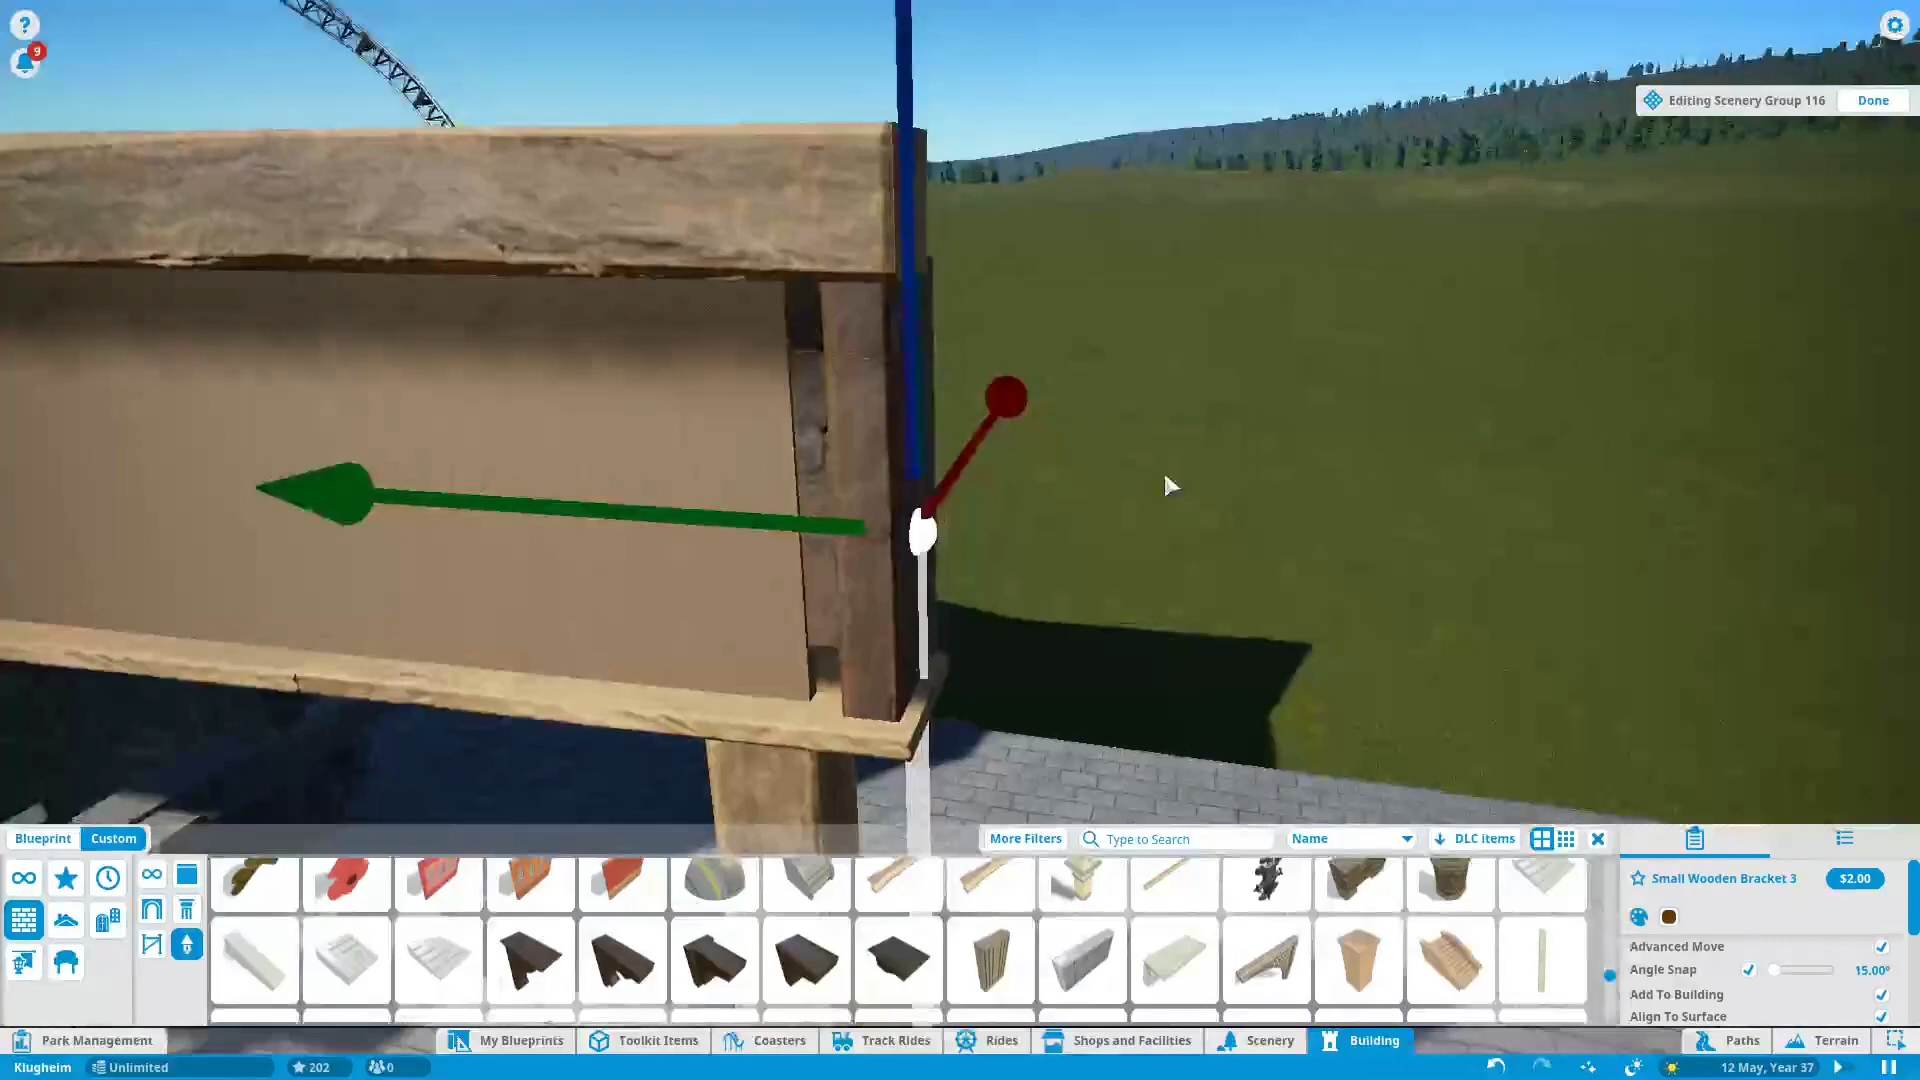 ?
9
Editing Scenery Group 116 Done
Blueprint Custom More Filters Type to Search Name DLC items
Small Wooden Bracket 3 $2.00
Advanced Move
Angle Snap 15.00°
Add To Building
Align To Surface
Park Management My Blueprints Toolkit Items Coasters Track Rides Rides Shops and Facilities Scenery Building Paths Terrain
Klugheim Unlimited 202 0 12 May, Year 37